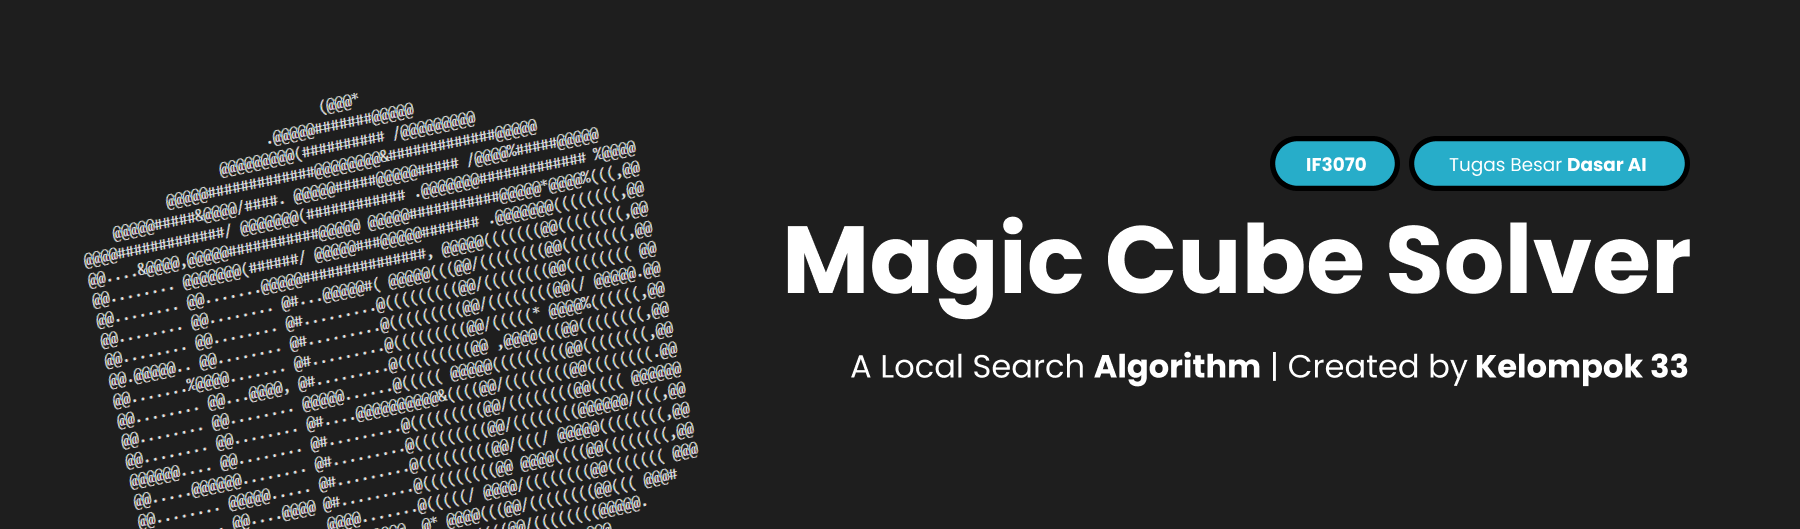 IF3070 Tugas Besar Dasar AI
Magic Cube Solver
A Local Search Algorithm | Created by Kelompok 33